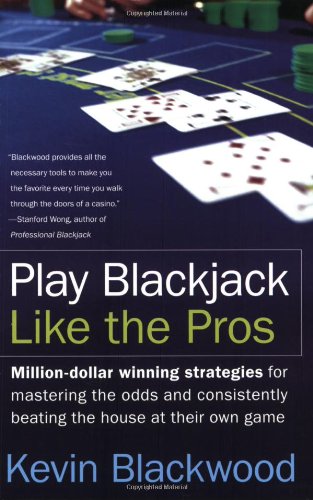 "Blackwood provides all the
necessary tools to make you
the favorite every time you walk
through the doors of a casino."
—Stanford Wong, author of
Professional Blackjack
Play Blackjack
Like the Pros
Million-dollar winning strategies for
mastering the odds and consistently
beating the house at their own game
Kevin Blackwood